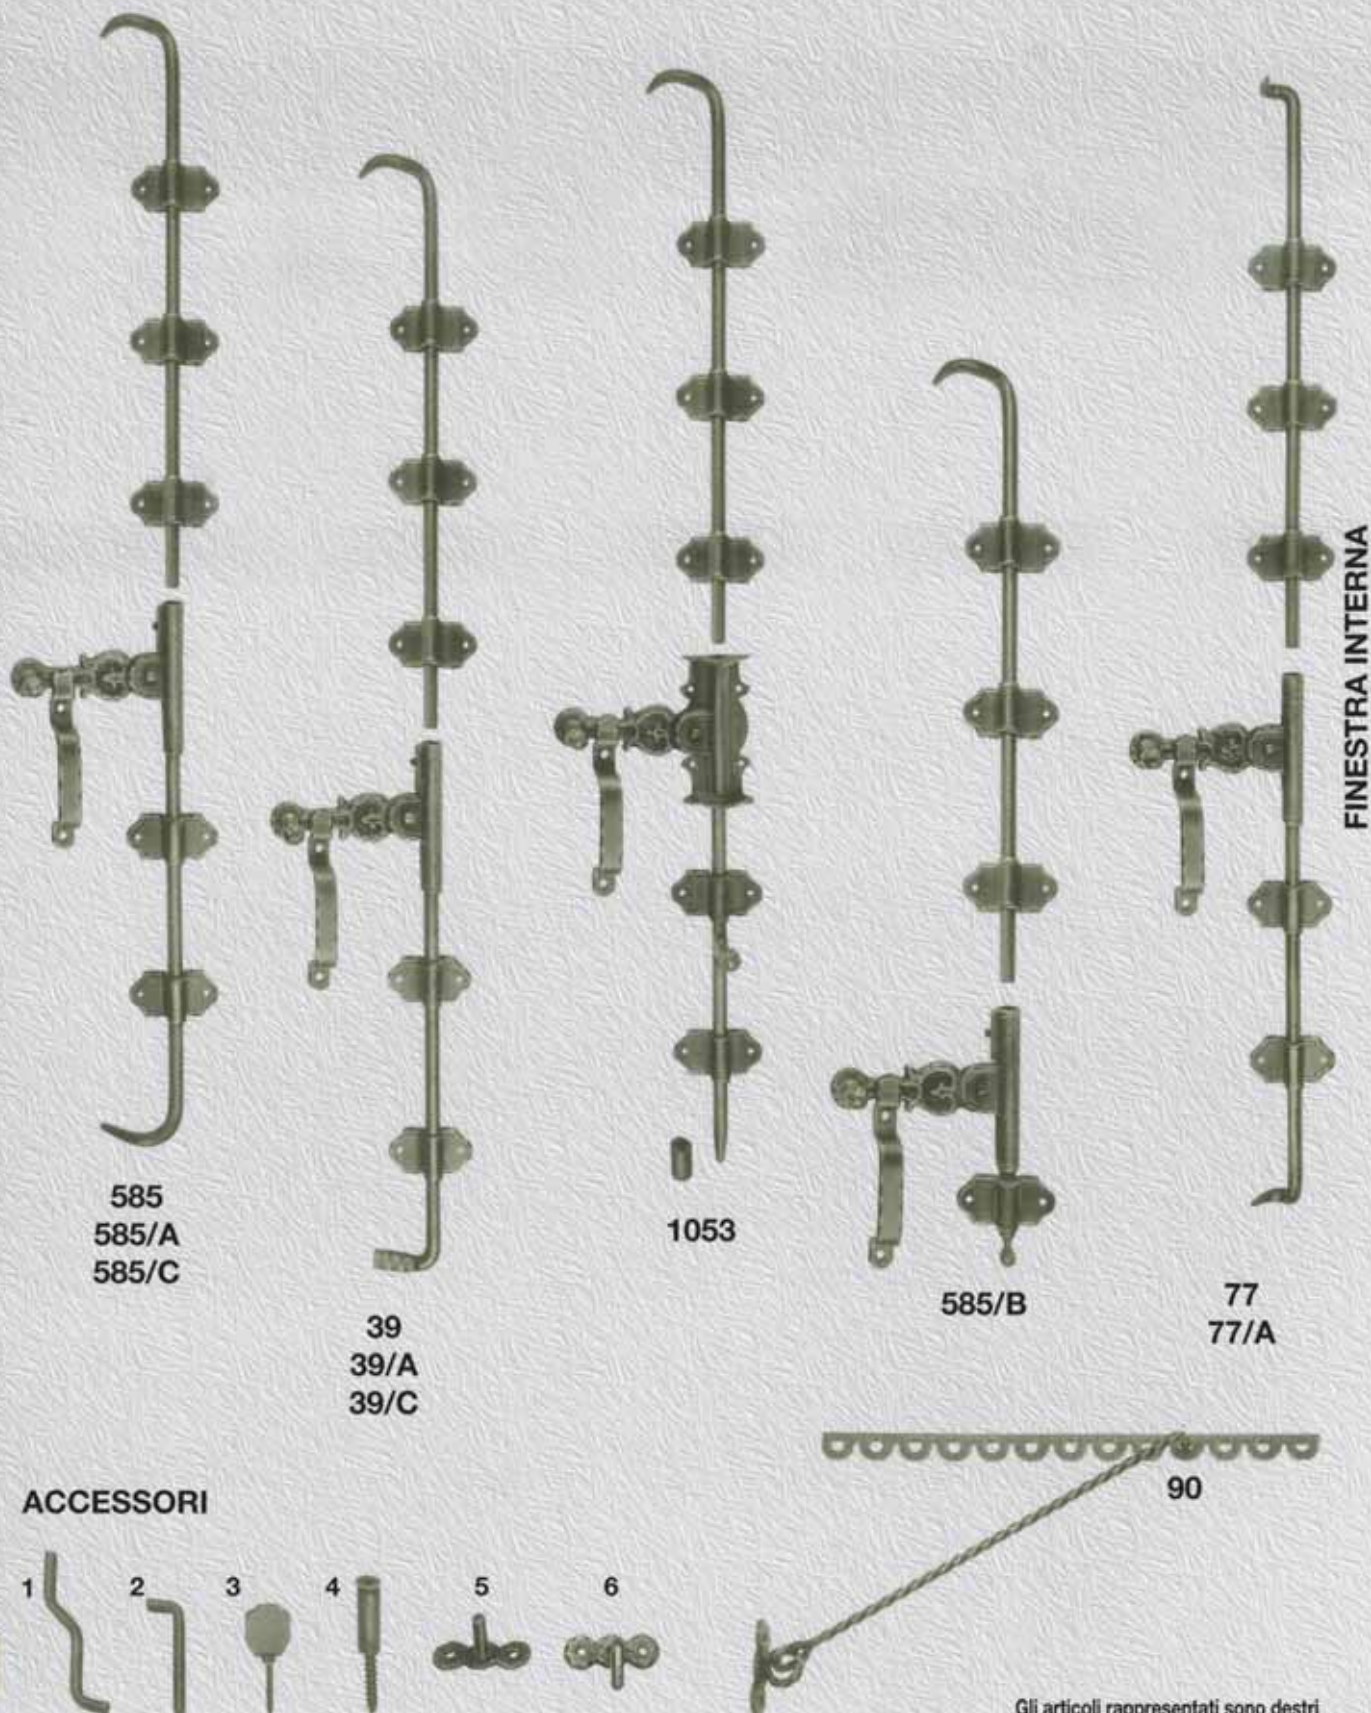 FINESTRA INTERNA
585
585/A
585/C
39
39/A
39/C
1053
585/B
77
77/A
90
ACCESSORI
1
2
3
4
5
6
Gli articoli rappresentati sono destri